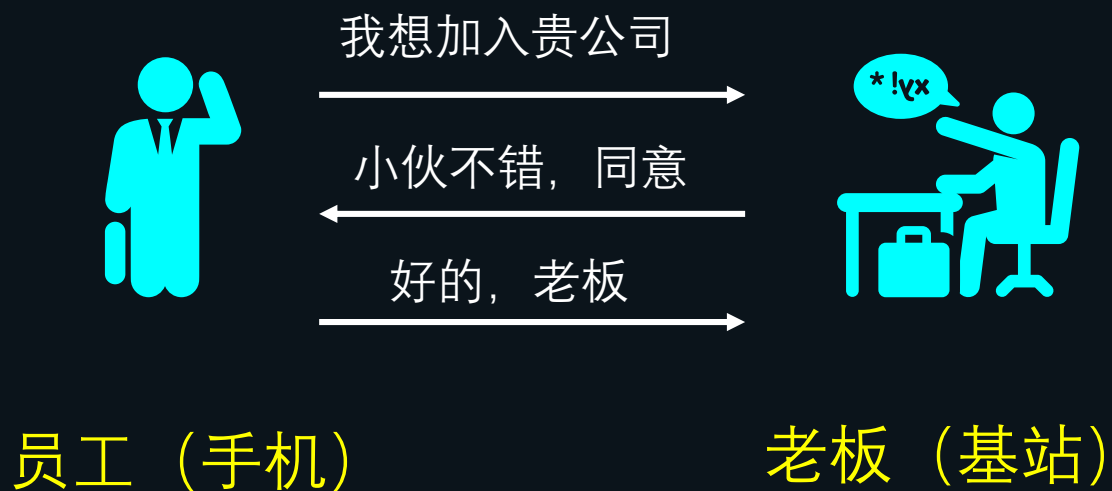 我想加入贵公司
* !yx
小伙不错，同意
好的，老板
员工（手机）
老板（基站）